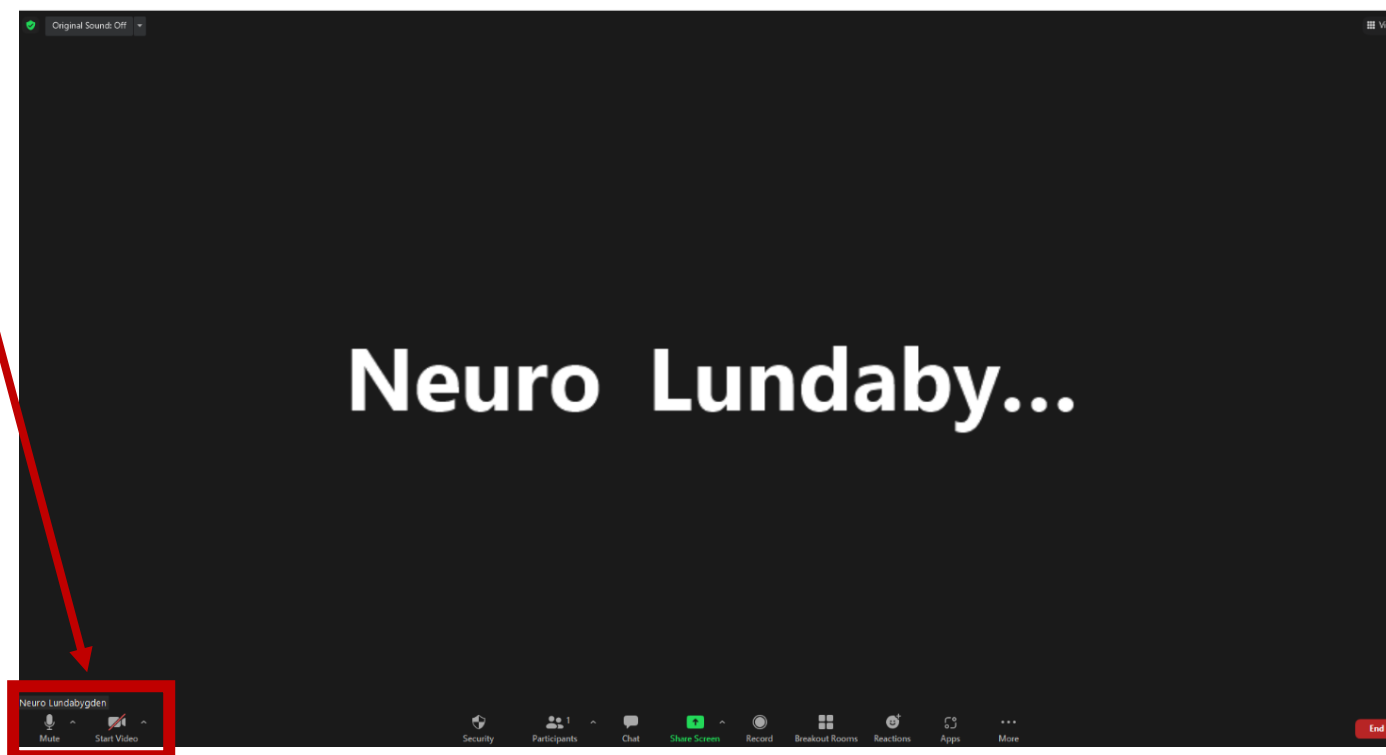 Original Sound: Off
Neuro Lundaby...
Neuro Lundabygden
Mute Start Video Security Participants 1 Chat Share Screen Record Breakout Rooms Reactions Apps More End